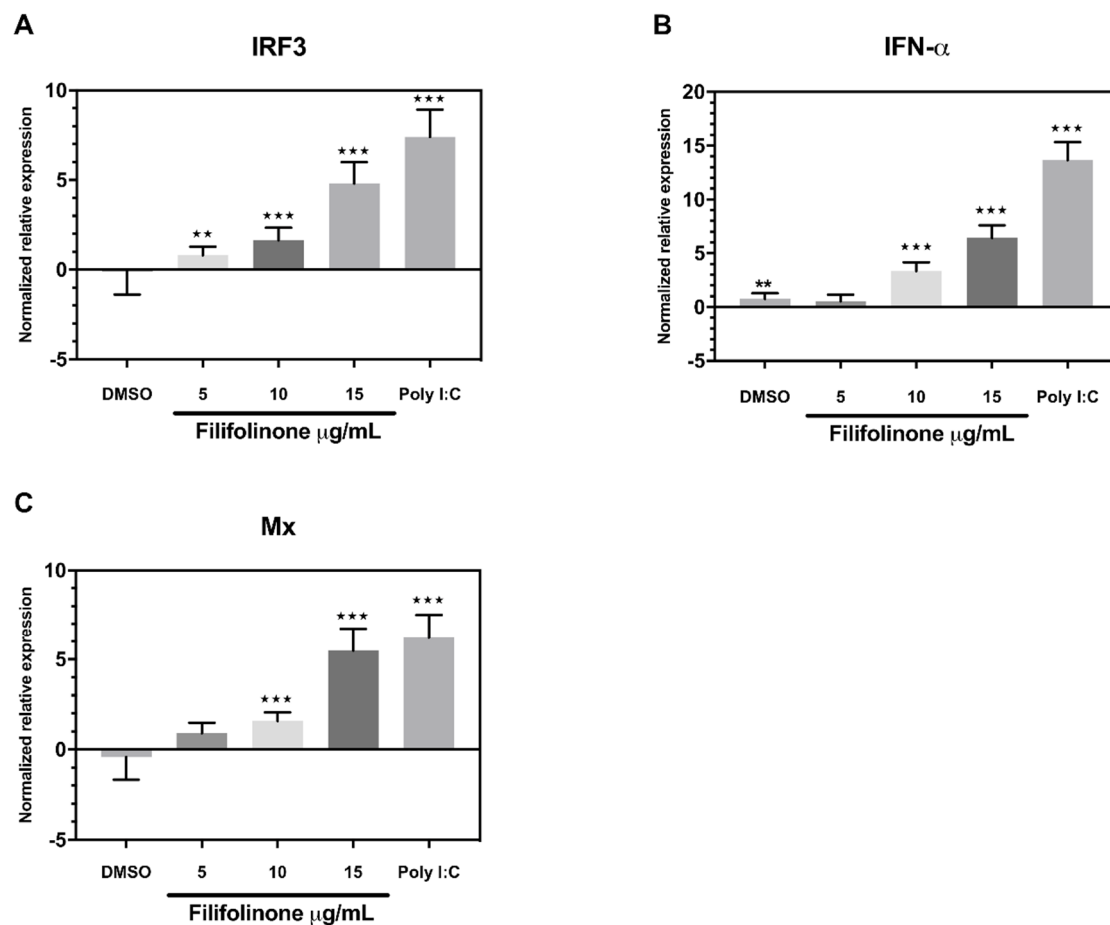 A
IRF3
Normalized relative expression
10
5
0
-5
★★
★★★
★★★
★★★
DMSO 5 10 15 Poly I:C
Filifolinone μg/mL
B
IFN-α
Normalized relative expression
20
15
10
5
0
-5
**
★★★
★★★
★★★
DMSO 5 10 15 Poly I:C
Filifolinone μg/mL
C
Mx
Normalized relative expression
10
5
0
-5
★★★
★★★
★★★
DMSO 5 10 15 Poly I:C
Filifolinone μg/mL